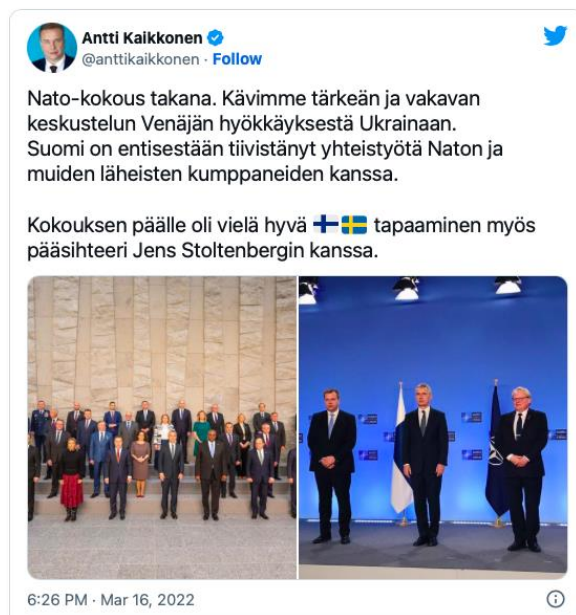 Antti Kaikkonen
@anttikaikkonen · Follow
Nato-kokous takana. Kävimme tärkeän ja vakavan
keskustelun Venäjän hyökkäyksestä Ukrainaan.
Suomi on entisestään tiivistänyt yhteistyötä Naton ja
muiden läheisten kumppaneiden kanssa.
Kokouksen päälle oli vielä hyvä 🇫🇮🇸🇪 tapaaminen myös
pääsihteeri Jens Stoltenbergin kanssa.
6:26 PM · Mar 16, 2022